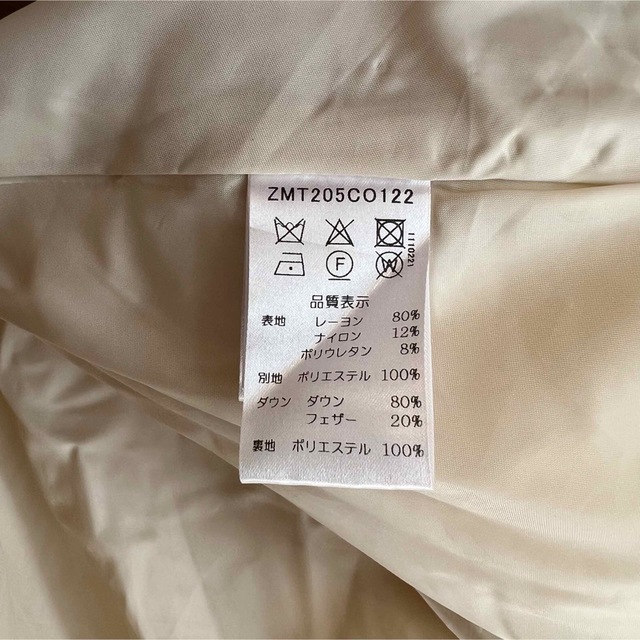 ZMT205CO122
1110221
F
W
品質表示
表地 レーヨン 80%
ナイロン 12%
ポリウレタン 8%
別地 ポリエステル 100%
ダウン ダウン 80%
フェザー 20%
裏地 ポリエステル 100%